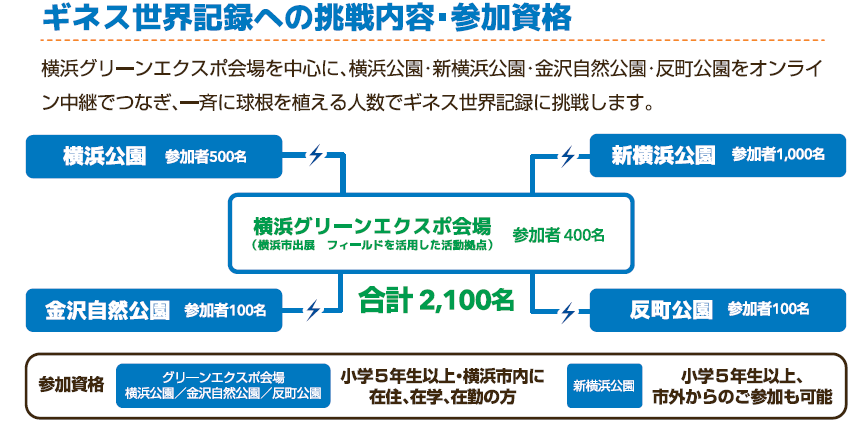 ギネス世界記録への挑戦内容・参加資格
横浜グリーンエクスポ会場を中心に、横浜公園・新横浜公園・金沢自然公園・反町公園をオンライ
ン中継でつなぎ、一斉に球根を植える人数でギネス世界記録に挑戦します。
横浜公園 参加者500名
新横浜公園 参加者1,000名
横浜グリーンエクスポ会場 参加者 400名
（横浜市出展　フィールドを活用した活動拠点）
金沢自然公園 参加者100名
合計 2,100名
反町公園 参加者100名
参加資格
グリーンエクスポ会場
横浜公園／金沢自然公園／反町公園
小学５年生以上・横浜市内に
在住、在学、在勤の方
新横浜公園
小学５年生以上、
市外からのご参加も可能